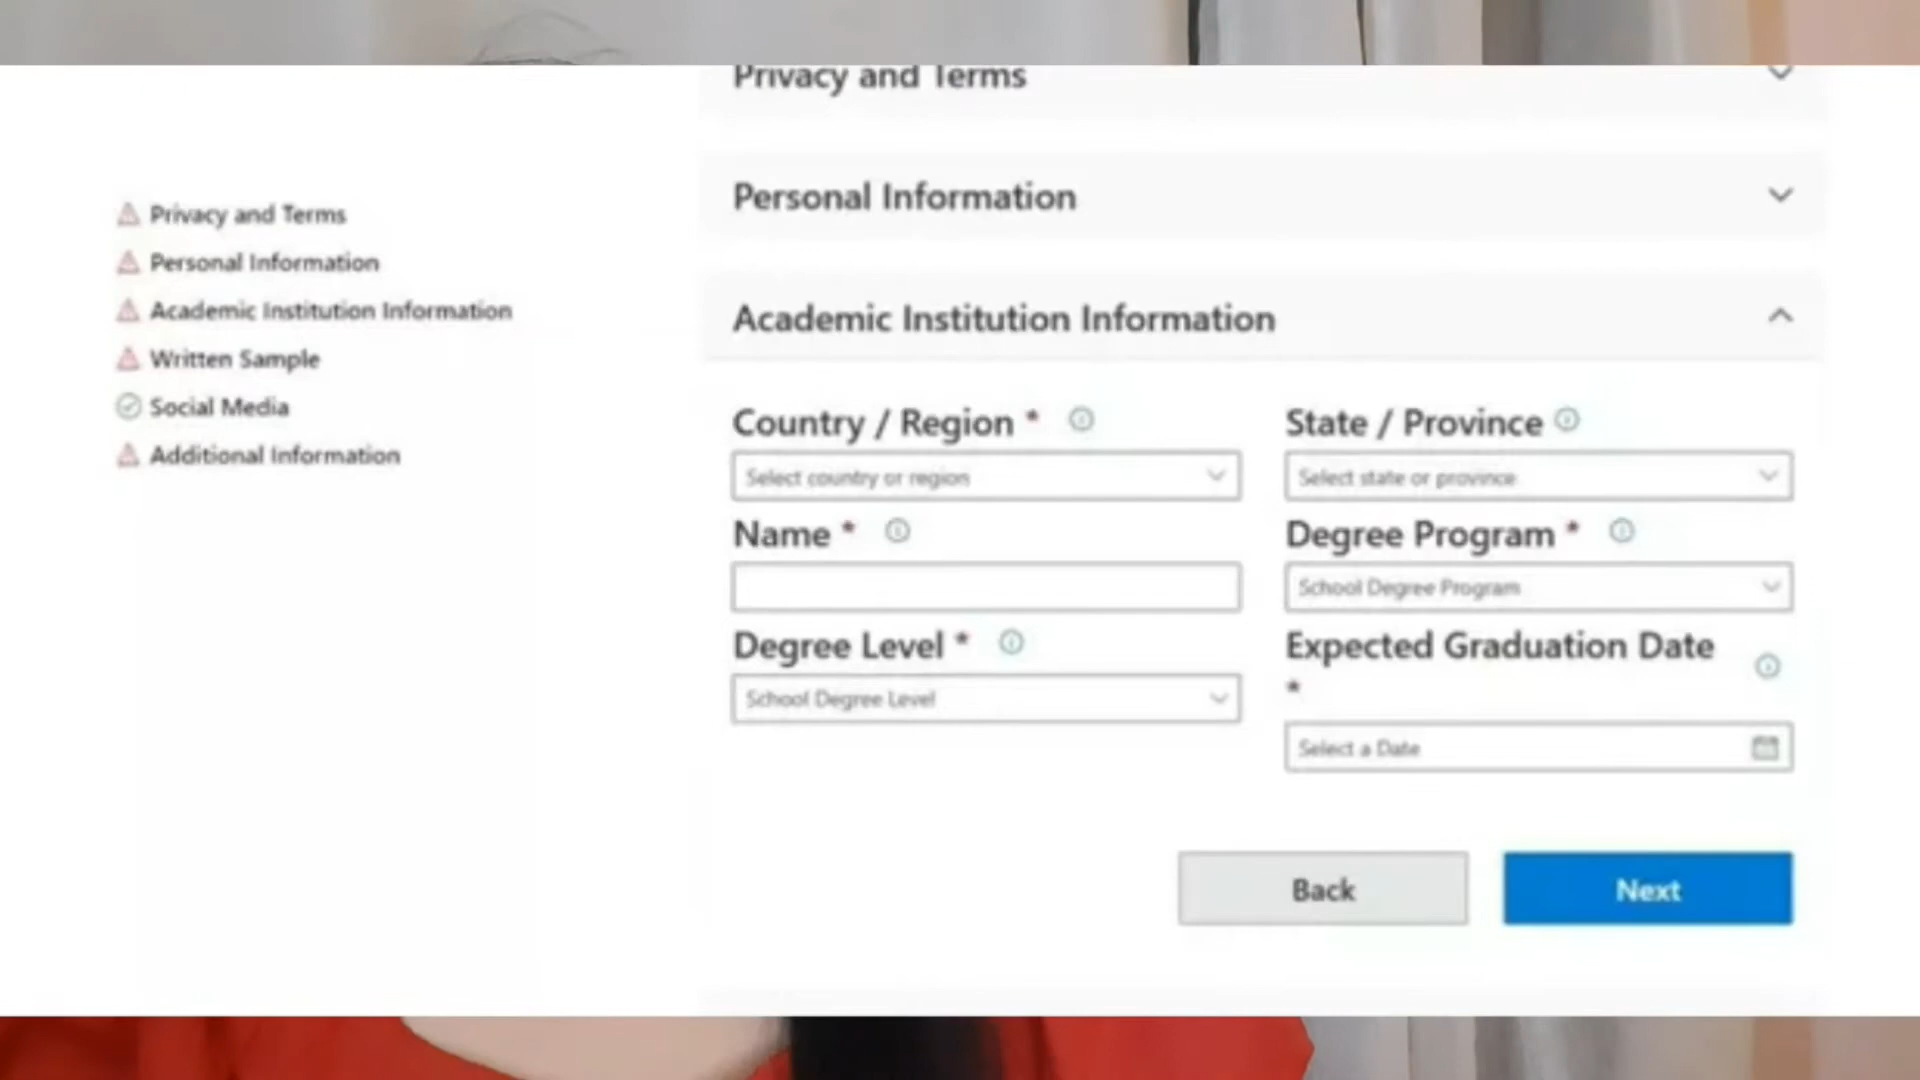 Privacy and Terms
Personal Information
Academic Institution Information
Written Sample
Social Media
Additional Information
Privacy and Terms
Personal Information
Academic Institution Information
Country / Region *
State / Province
Select country or region
Select state or province
Name *
Degree Program *
School Degree Program
Degree Level *
Expected Graduation Date *
School Degree Level
Select a Date
Back
Next